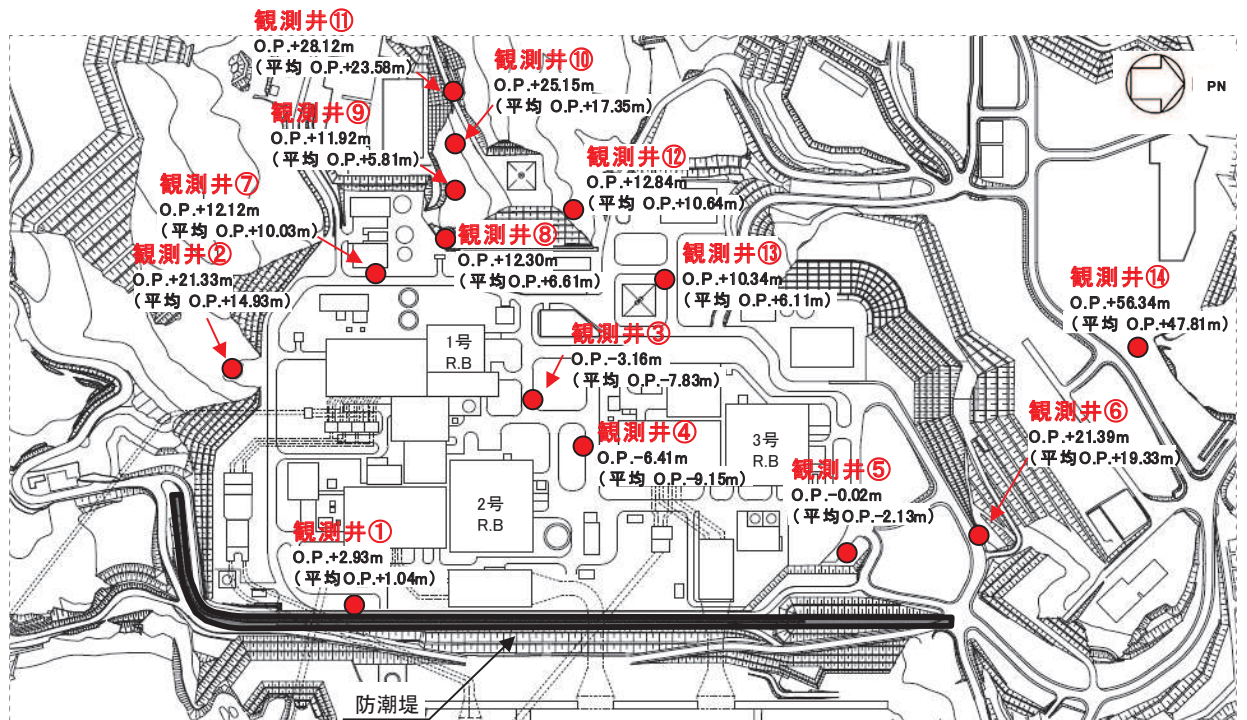 観測井⑪
O.P.+28.12m
(平均 O.P.+23.58m)
観測井⑩
O.P.+25.15m
(平均 O.P.+17.35m)
PN
観測井⑨
O.P.+11.92m
(平均 O.P.+5.81m)
観測井⑫
O.P.+12.84m
(平均 O.P.+10.64m)
観測井⑦
O.P.+12.12m
(平均 O.P.+10.03m)
観測井⑧
O.P.+12.30m
(平均O.P.+6.61m)
観測井②
O.P.+21.33m
(平均 O.P.+14.93m)
観測井⑬
O.P.+10.34m
(平均O.P.+6.11m)
観測井⑭
O.P.+56.34m
(平均 O.P.+47.81m)
1号
R.B
観測井③
O.P.-3.16m
(平均 O.P.-7.83m)
観測井④
O.P.-6.41m
(平均 O.P.-9.15m)
3号
R.B
観測井⑥
O.P.+21.39m
(平均O.P.+19.33m)
観測井⑤
O.P.-0.02m
(平均O.P.-2.13m)
2号
R.B
観測井①
O.P.+2.93m
(平均O.P.+1.04m)
防潮堤